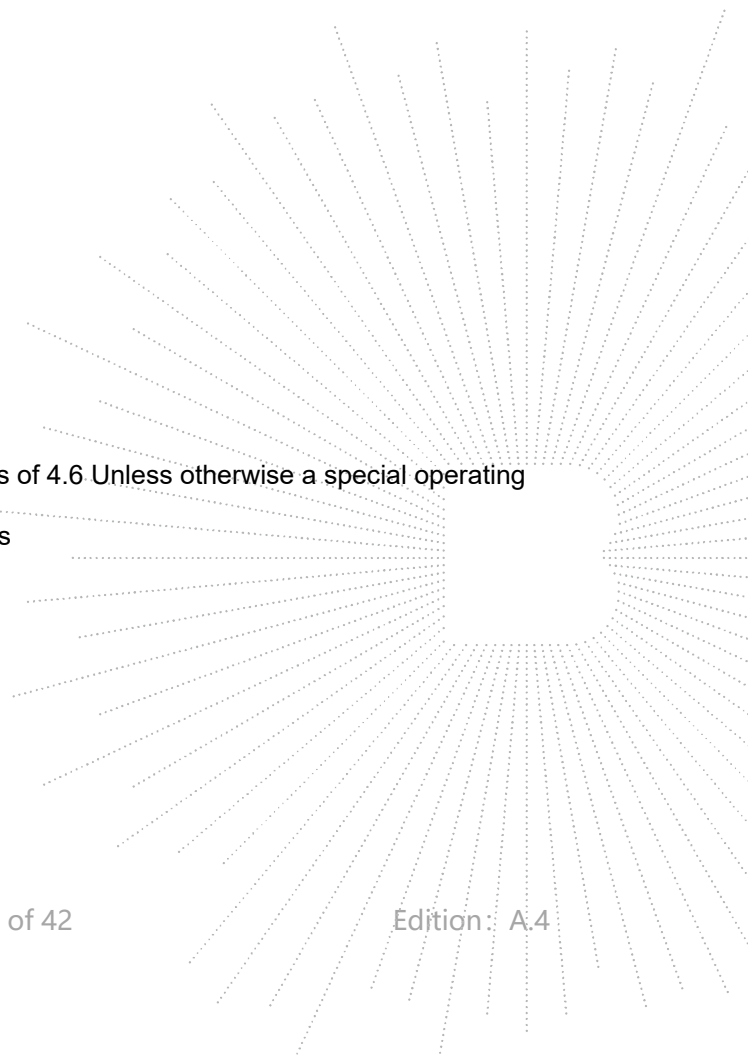 s of 4.6 Unless otherwise a special operating
s
of 42 Edition：A.4